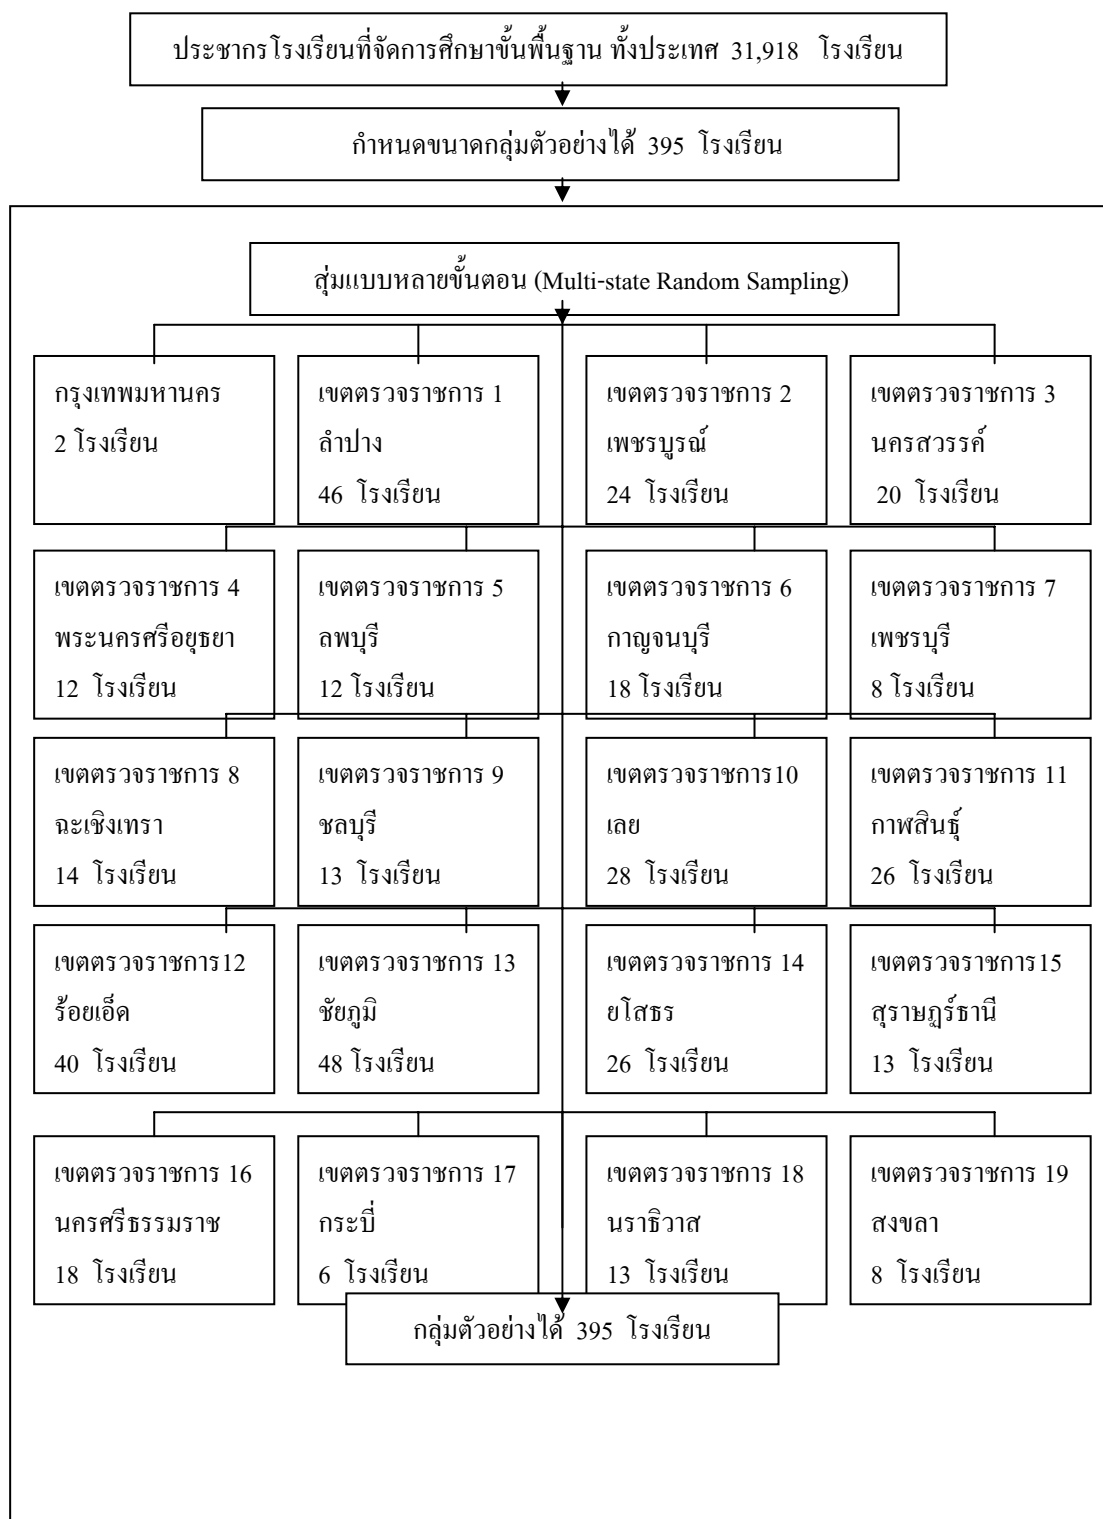 ประชากรโรงเรียนที่จัดการศึกษาขั้นพื้นฐาน ทั้งประเทศ 31,918 โรงเรียน
กำหนดขนาดกลุ่มตัวอย่างได้ 395 โรงเรียน
สุ่มแบบหลายขั้นตอน (Multi-state Random Sampling)
กรุงเทพมหานคร
2 โรงเรียน
เขตตรวจราชการ 1
ลำปาง
46 โรงเรียน
เขตตรวจราชการ 2
เพชรบูรณ์
24 โรงเรียน
เขตตรวจราชการ 3
นครสวรรค์
20 โรงเรียน
เขตตรวจราชการ 4
พระนครศรีอยุธยา
12 โรงเรียน
เขตตรวจราชการ 5
ลพบุรี
12 โรงเรียน
เขตตรวจราชการ 6
กาญจนบุรี
18 โรงเรียน
เขตตรวจราชการ 7
เพชรบุรี
8 โรงเรียน
เขตตรวจราชการ 8
ฉะเชิงเทรา
14 โรงเรียน
เขตตรวจราชการ 9
ชลบุรี
13 โรงเรียน
เขตตรวจราชการ10
เลย
28 โรงเรียน
เขตตรวจราชการ 11
กาฬสินธุ์
26 โรงเรียน
เขตตรวจราชการ12
ร้อยเอ็ด
40 โรงเรียน
เขตตรวจราชการ 13
ชัยภูมิ
48 โรงเรียน
เขตตรวจราชการ 14
ยโสธร
26 โรงเรียน
เขตตรวจราชการ15
สุราษฏร์ธานี
13 โรงเรียน
เขตตรวจราชการ 16
นครศรีธรรมราช
18 โรงเรียน
เขตตรวจราชการ 17
กระบี่
6 โรงเรียน
เขตตรวจราชการ 18
นราธิวาส
13 โรงเรียน
เขตตรวจราชการ 19
สงขลา
8 โรงเรียน
กลุ่มตัวอย่างได้ 395 โรงเรียน